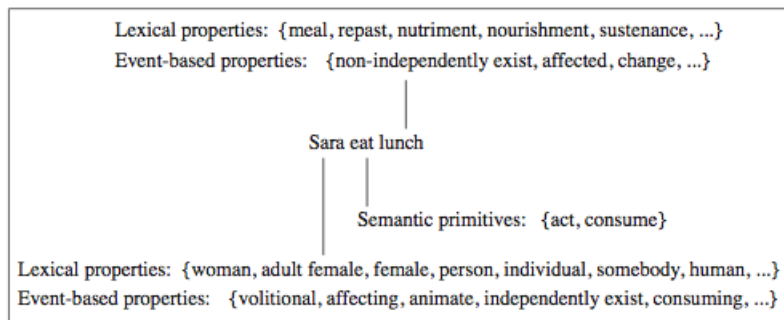 Lexical properties: {meal, repast, nutriment, nourishment, sustenance, ...}
Event-based properties: {non-independently exist, affected, change, ...}
Sara eat lunch
Semantic primitives: {act, consume}
Lexical properties: {woman, adult female, female, person, individual, somebody, human, ...}
Event-based properties: {volitional, affecting, animate, independently exist, consuming, ...}